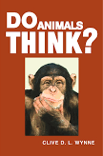 DO ANIMALS
THINK?
CLIVE D. L. WYNNE